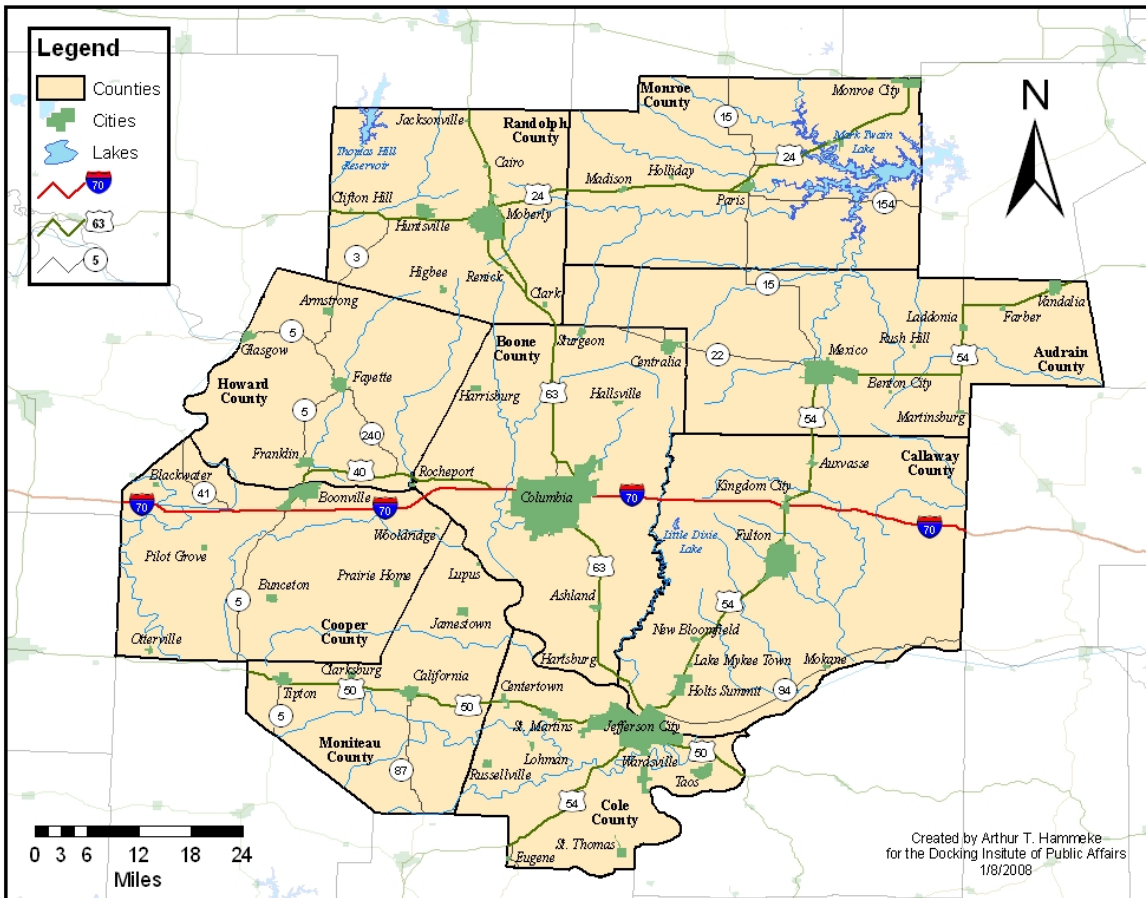 Legend
Counties
Cities
Lakes
70
63
5
N
Monroe
County
Monroe City
15
Jacksonville
Randolph
County
Mark Twain
Lake
Thomas Hill
Reservoir
Cairo
24
Holliday
Madison
24
Clifton Hill
Paris
154
Moberly
Huntsville
3
Higbee
Renick
15
Clark
Armstrong
Vandalia
Laddonia
Farber
5
Boone
County
Sturgeon
Rush Hill
Glasgow
Centralia
22
Mexico
54
Audrain
County
Howard
County
Fayette
Benton City
Harrisburg
63
Hallsville
5
54
Martinsburg
240
Franklin
Callaway
County
Auxvasse
40
Rocheport
Blackwater
41
Kingdom City
Boonville
Columbia
70
70
70
70
Wooldridge
Little Dixie
Lake
Fulton
Pilot Grove
63
Prairie Home
Lupus
Bunceton
5
Ashland
54
Jamestown
Cooper
County
New Bloomfield
Otterville
Hartsburg
Lake Mykee Town
Mokane
Clarksburg
Tipton
50
California
Holts Summit
94
Centertown
50
5
St. Martins
Jefferson City
Moniteau
County
Lohman
Wardsville
50
87
Russellville
Taos
54
Cole
County
St. Thomas
Eugene
0 3 6 12 18 24
Miles
Created by Arthur T. Hammeke
for the Docking Insitute of Public Affairs
1/8/2008